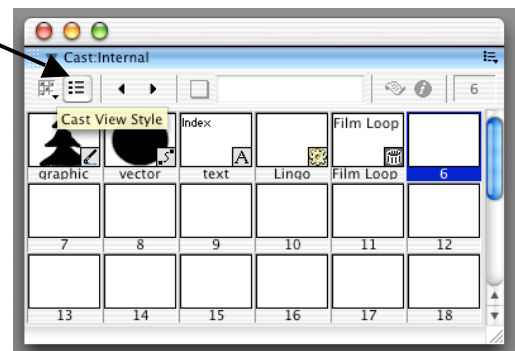 Cast:Internal
6
Cast View Style
Index
A
Film Loop
graphic
vector
text
Lingo
Film Loop
6
7
8
9
10
11
12
13
14
15
16
17
18